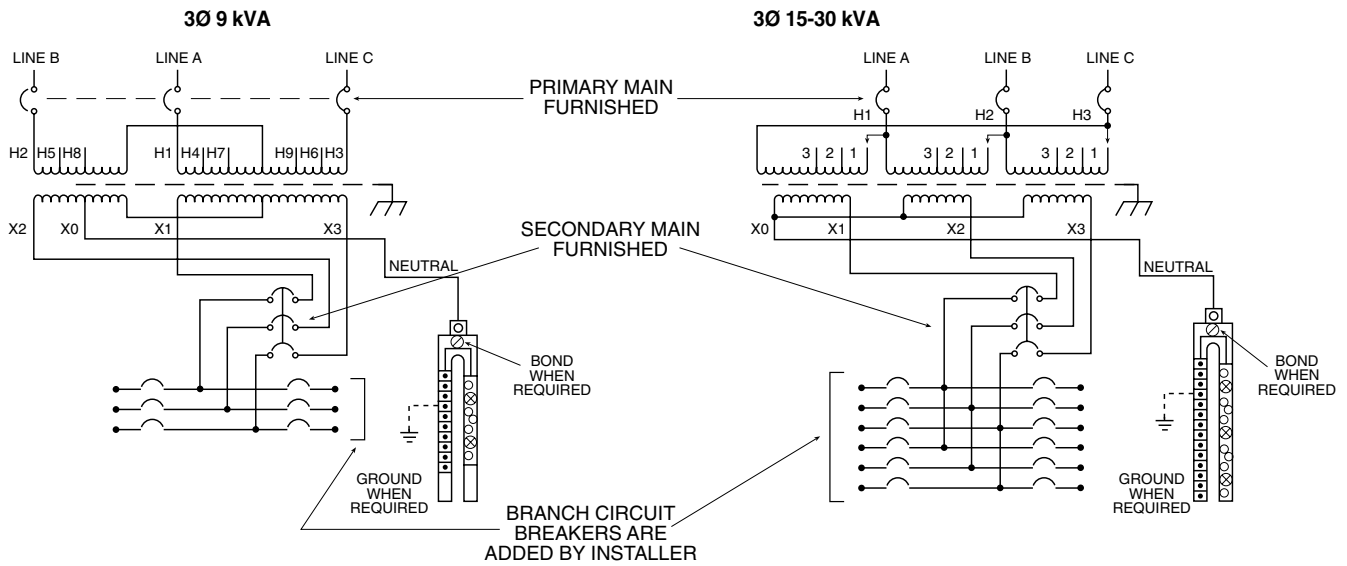 3Ø 9 kVA
3Ø 15-30 kVA
LINE B
LINE A
LINE C
LINE A
LINE B
LINE C
PRIMARY MAIN
FURNISHED
H1
H2
H3
H2
H5
H8
H1
H4
H7
H9
H6
H3
3
2
1
3
2
1
3
2
1
X2
X0
X1
X3
SECONDARY MAIN
FURNISHED
X0
X1
X2
X3
NEUTRAL
NEUTRAL
BOND
WHEN
REQUIRED
BOND
WHEN
REQUIRED
GROUND
WHEN
REQUIRED
GROUND
WHEN
REQUIRED
BRANCH CIRCUIT
BREAKERS ARE
ADDED BY INSTALLER